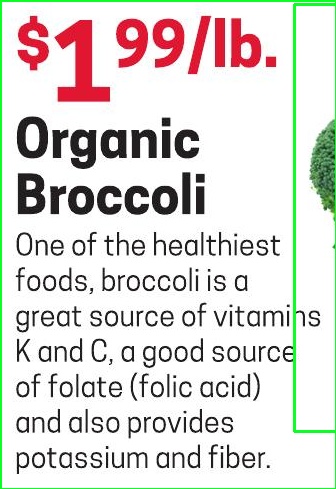 $1 99/lb.
Organic
Broccoli
One of the healthiest
foods, broccoli is a
great source of vitamins
K and C, a good source
of folate (folic acid)
and also provides
potassium and fiber.